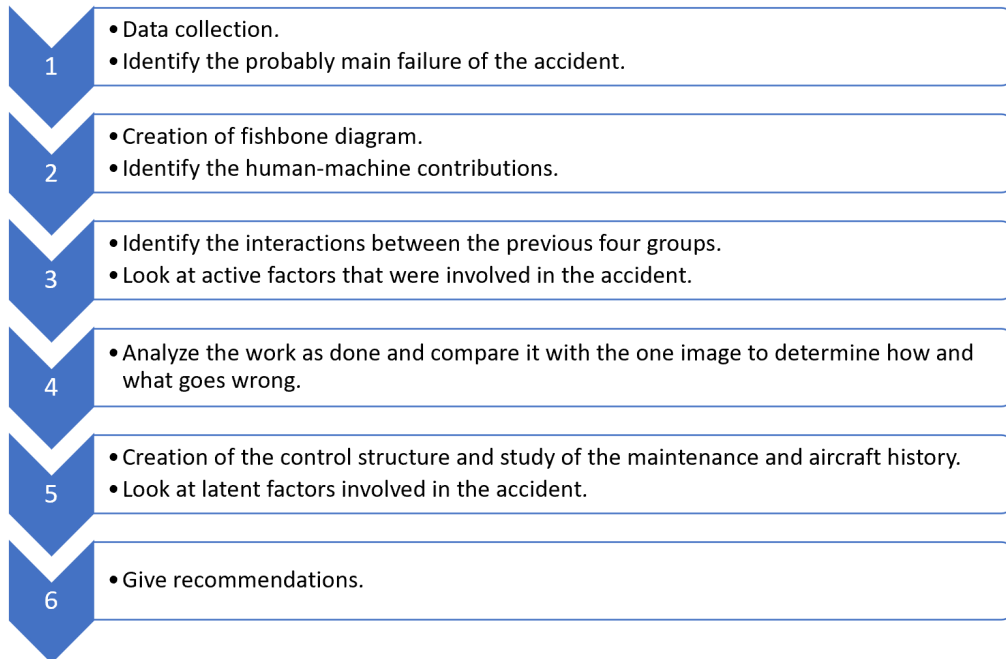 1
• Data collection.
• Identify the probably main failure of the accident.
2
• Creation of fishbone diagram.
• Identify the human-machine contributions.
3
• Identify the interactions between the previous four groups.
• Look at active factors that were involved in the accident.
4
• Analyze the work as done and compare it with the one image to determine how and
what goes wrong.
5
• Creation of the control structure and study of the maintenance and aircraft history.
• Look at latent factors involved in the accident.
6
• Give recommendations.